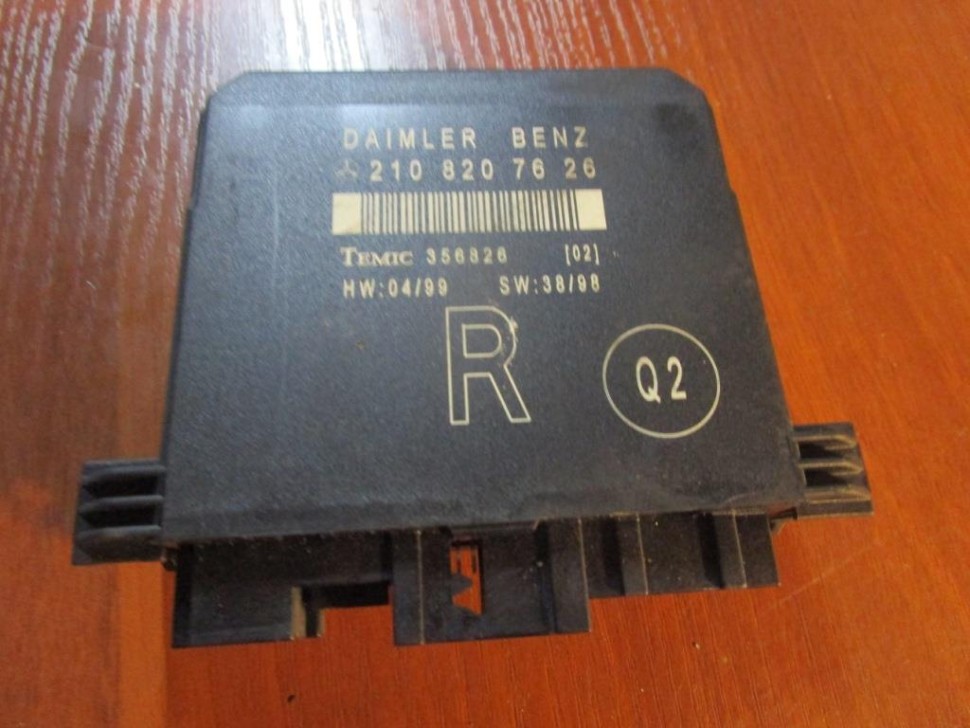 DAIMLER BENZ
210 820 76 26
TEMIC 356826 [02]
HW:04/99 SW:38/98
R
Q2